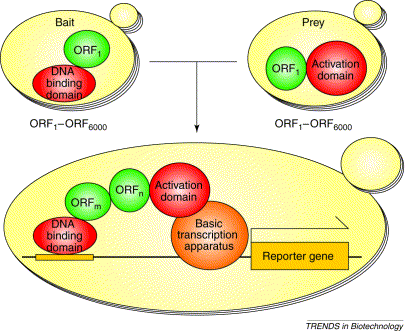 Bait
ORF1
DNA
binding
domain
ORF1–ORF6000
Prey
ORF1
Activation
domain
ORF1–ORF6000
ORFm
ORFn
Activation
domain
DNA
binding
domain
Basic
transcription
apparatus
Reporter gene
TRENDS in Biotechnology